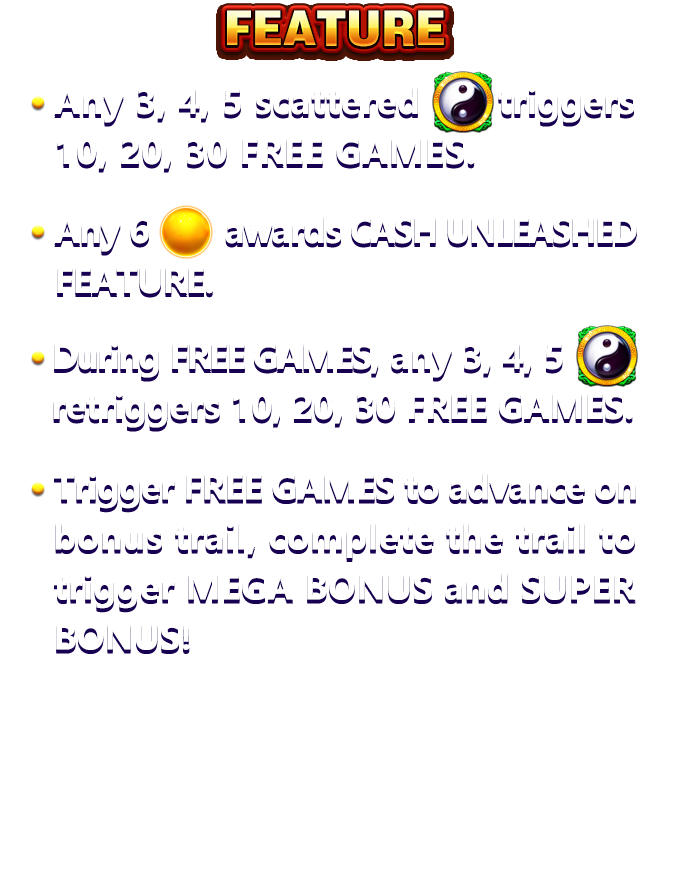 FEATURE
• Any 3, 4, 5 scattered triggers
10, 20, 30 FREE GAMES.
• Any 6 awards CASH UNLEASHED
FEATURE.
• During FREE GAMES, any 3, 4, 5
retriggers 10, 20, 30 FREE GAMES.
• Trigger FREE GAMES to advance on
bonus trail, complete the trail to
trigger MEGA BONUS and SUPER
BONUS!